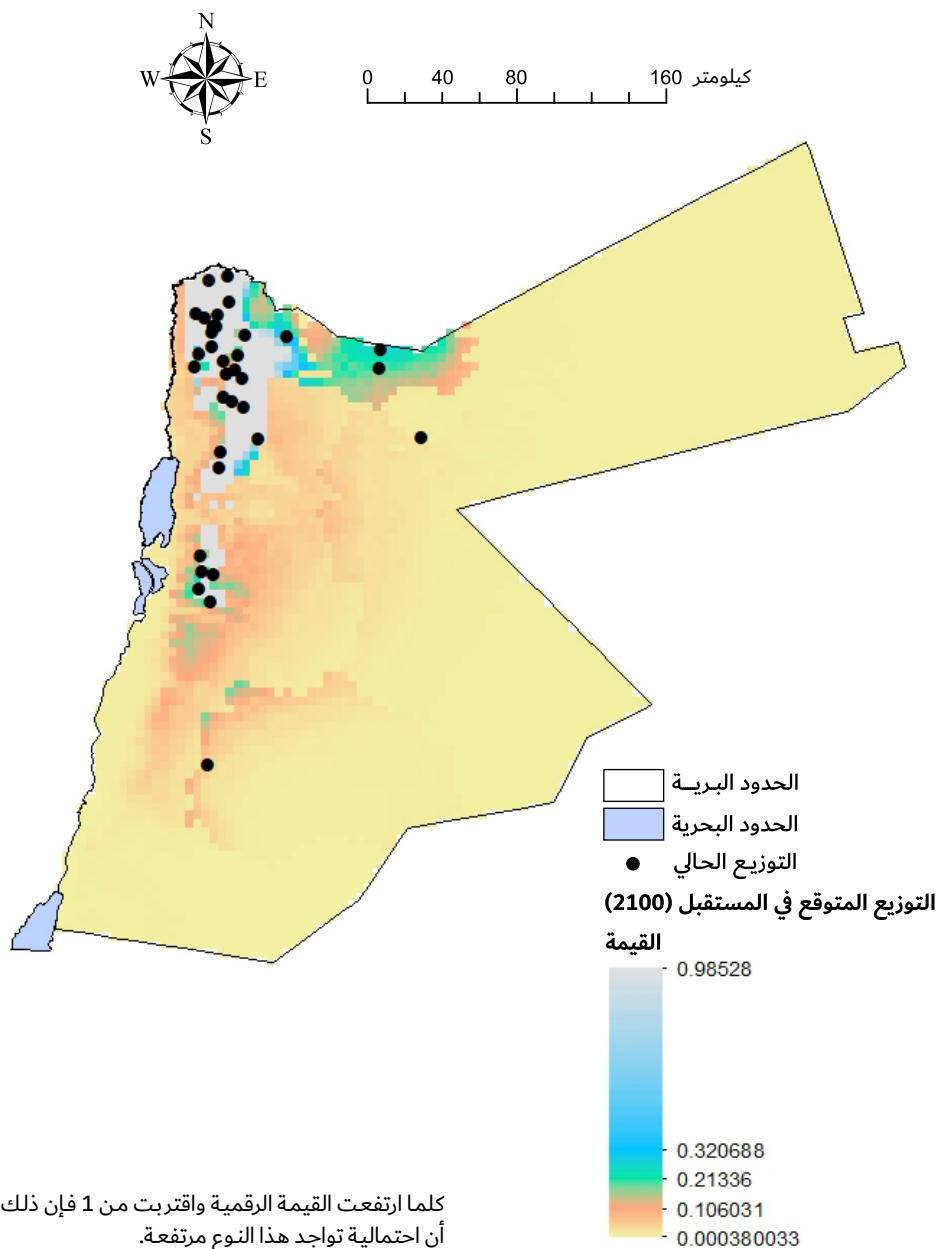 N
W E
S
0 40 80 160 كيلومتر
الحدود البرية
الحدود البحرية
التوزيع الحالي
التوزيع المتوقع في المستقبل (2100)
القيمة
0.98528
0.320688
0.21336
0.106031
0.000380033
كلما ارتفعت القيمة الرقمية واقتربت من 1 فإن ذلك
أن احتمالية تواجد هذا النوع مرتفعة.